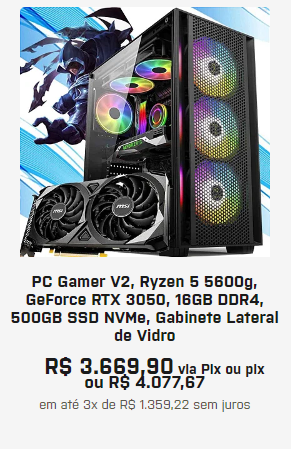 PC Gamer V2, Ryzen 5 5600g,
GeForce RTX 3050, 16GB DDR4,
500GB SSD NVMe, Gabinete Lateral
de Vidro
R$ 3.669,90 via Pix ou pix
ou R$ 4.077,67
em até 3x de R$ 1.359,22 sem juros